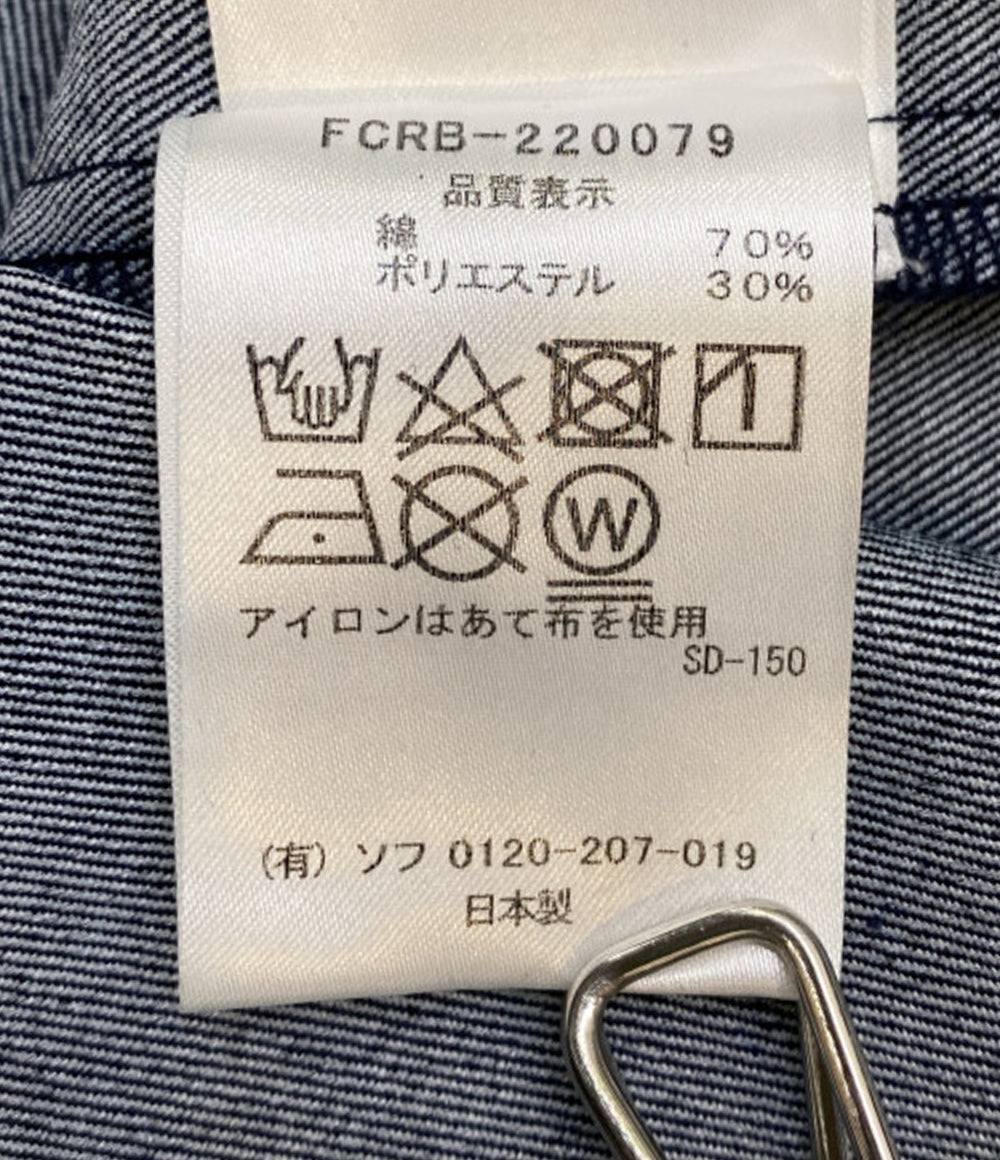 FCRB-220079
品質表示
綿 70%
ポリエステル 30%
W
アイロンはあて布を使用
SD-150
(有) ソフ 0120-207-019
日本製